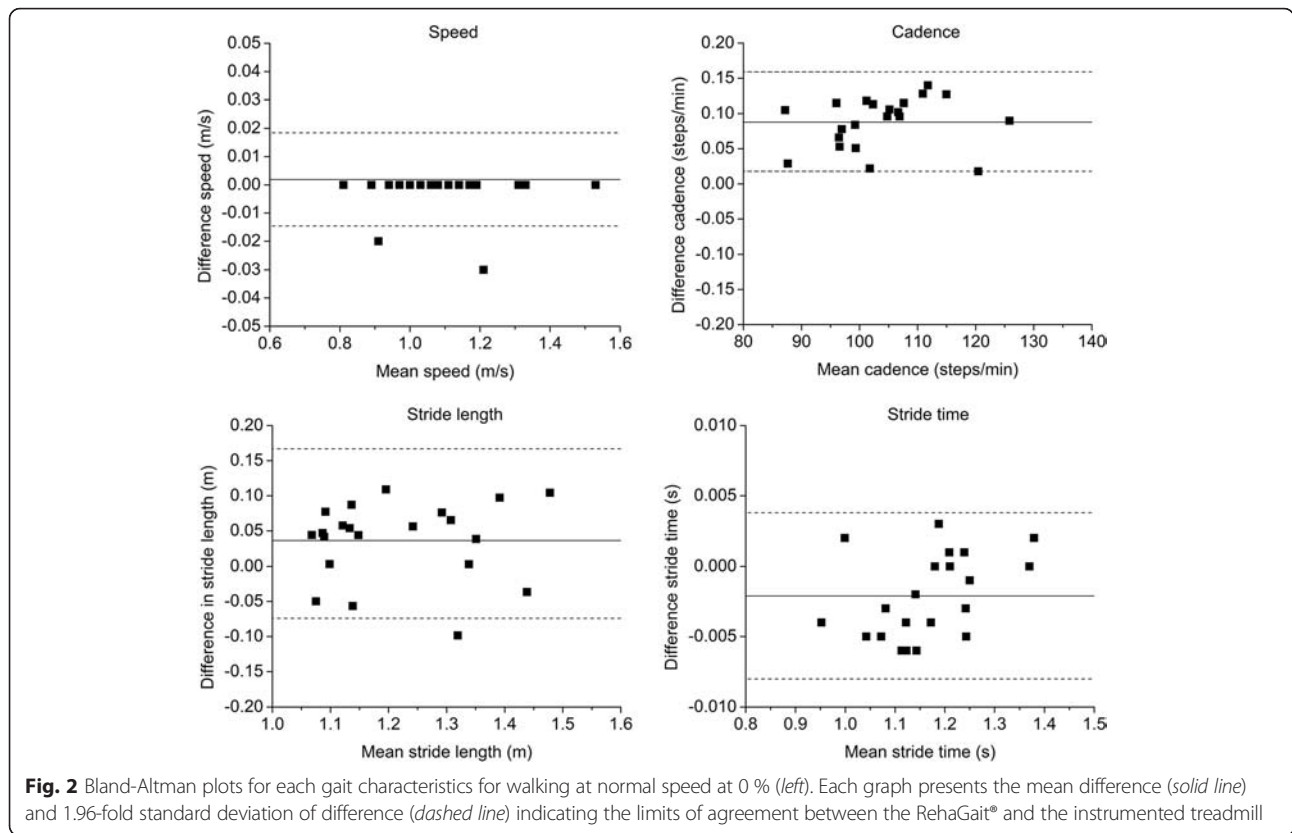 Speed
0.05
0.04
0.03
0.02
0.01
0.00
-0.01
-0.02
-0.03
-0.04
-0.05
Difference speed (m/s)
0.6 0.8 1.0 1.2 1.4 1.6
Mean speed (m/s)
Cadence
0.20
0.15
0.10
0.05
0.00
-0.05
-0.10
-0.15
-0.20
Difference cadence (steps/min)
80 90 100 110 120 130 140
Mean cadence (steps/min)
Stride length
0.20
0.15
0.10
0.05
0.00
-0.05
-0.10
-0.15
-0.20
Difference in stride length (m)
1.0 1.1 1.2 1.3 1.4 1.5 1.6
Mean stride length (m)
Stride time
0.010
0.005
0.000
-0.005
-0.010
Difference stride time (s)
0.8 0.9 1.0 1.1 1.2 1.3 1.4 1.5
Mean stride time (s)
Fig. 2 Bland-Altman plots for each gait characteristics for walking at normal speed at 0 % (left). Each graph presents the mean difference (solid line)
and 1.96-fold standard deviation of difference (dashed line) indicating the limits of agreement between the RehaGait® and the instrumented treadmill